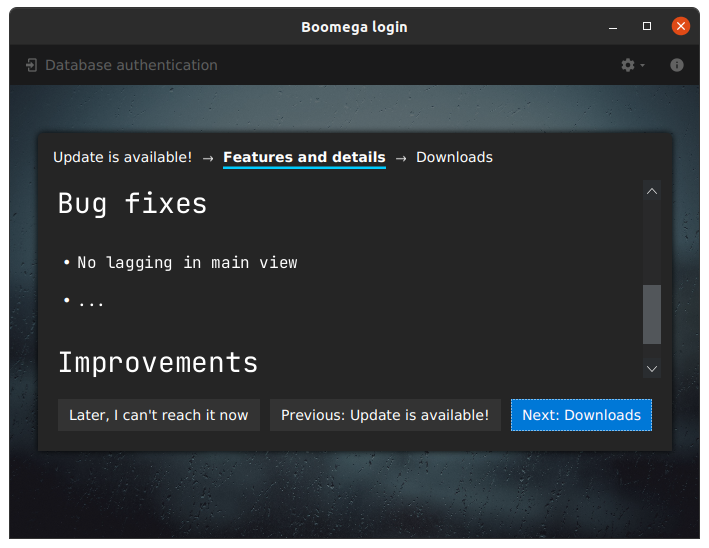 Boomega login
Database authentication
Update is available! → Features and details → Downloads
Bug fixes
• No lagging in main view
• ...
Improvements
Later, I can't reach it now
Previous: Update is available!
Next: Downloads